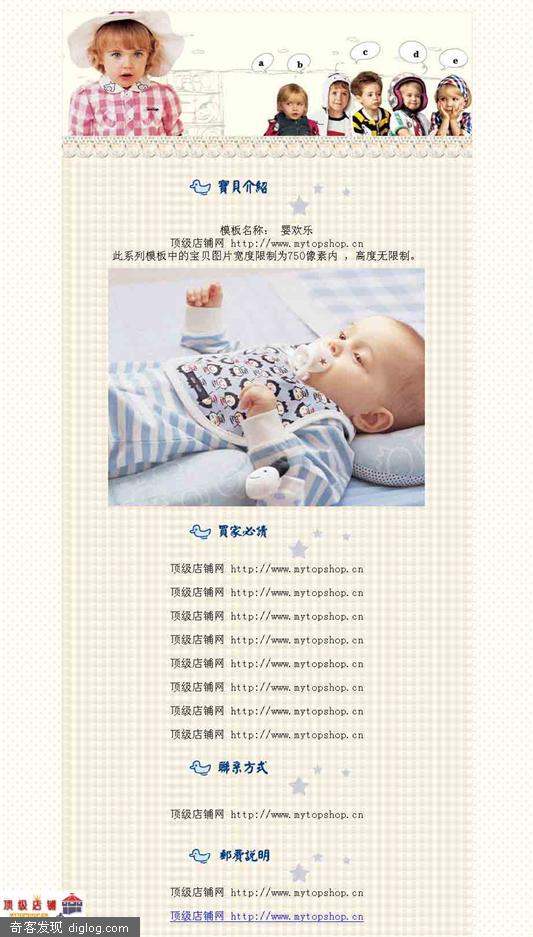 a
b
c
d
e
寶貝介紹
模板名称： 婴欢乐
顶级店铺网 http://www.mytopshop.cn
此系列模板中的宝贝图片宽度限制为750像素内 ，高度无限制。
買家必讀
顶级店铺网 http://www.mytopshop.cn
顶级店铺网 http://www.mytopshop.cn
顶级店铺网 http://www.mytopshop.cn
顶级店铺网 http://www.mytopshop.cn
顶级店铺网 http://www.mytopshop.cn
顶级店铺网 http://www.mytopshop.cn
顶级店铺网 http://www.mytopshop.cn
顶级店铺网 http://www.mytopshop.cn
聯系方式
顶级店铺网 http://www.mytopshop.cn
郵費説明
顶级店铺网 http://www.mytopshop.cn
顶级店铺网 http://www.mytopshop.cn
顶级店铺
MYTOPSHOP.CN
奇客发现 diglog.com